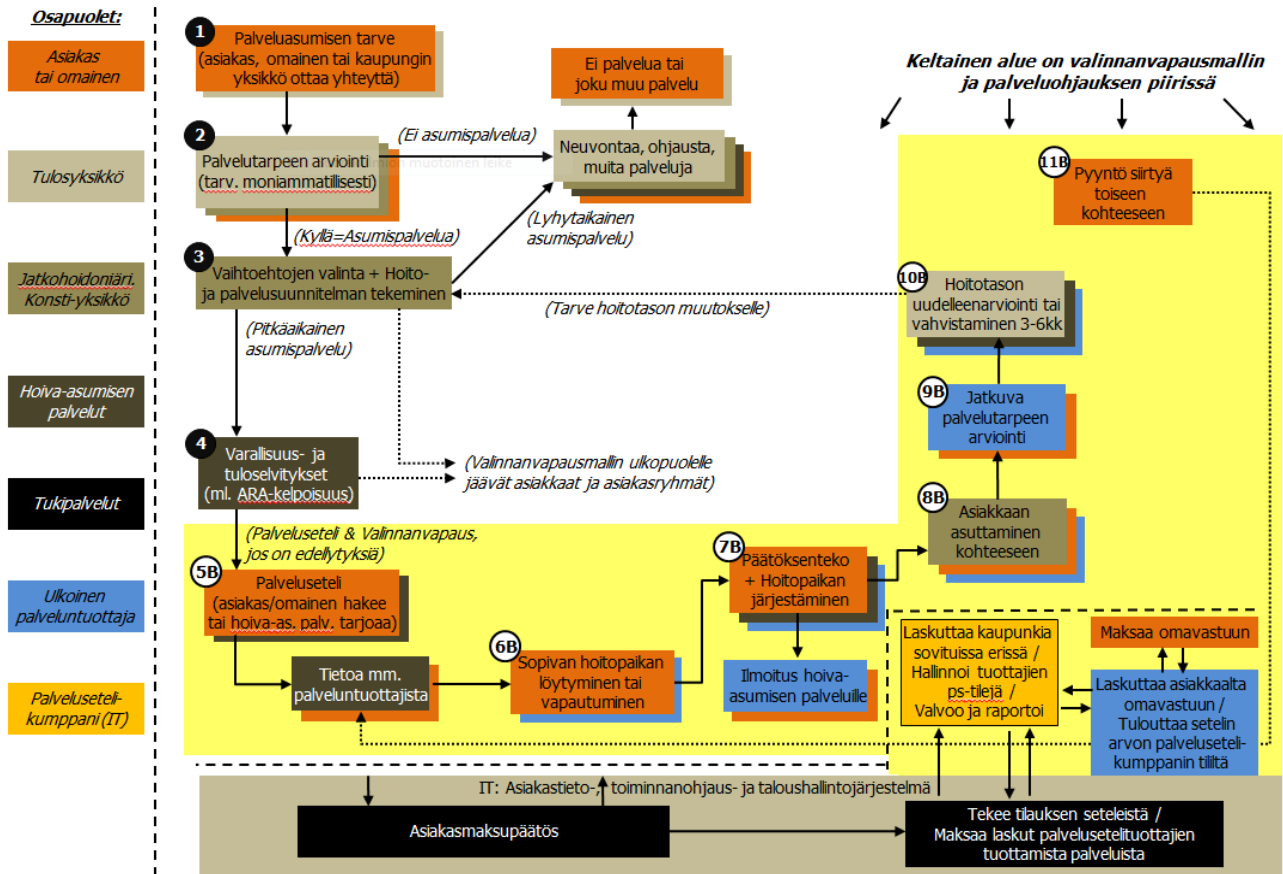 Osapuolet:
Asiakas
tai omainen
Tulosyksikkö
Jatkohoidonjäri.
Konsti-yksikkö
Hoiva-asumisen
palvelut
Tukipalvelut
Ulkoinen
palveluntuottaja
Palveluseteli-
kumppani (IT)
1
Palveluasumisen tarve
(asiakas, omainen tai kaupungin
yksikkö ottaa yhteyttä)
Ei palvelua tai
joku muu palvelu
Keltainen alue on valinnanvapausmallin
ja palveluohjauksen piirissä
2
Palvelutarpeen arviointi
(tarv. moniammatillisesti)
(Ei asumispalvelua)
muotoinen leike
Neuvontaa, ohjausta,
muita palveluja
(Kyllä=Asumispalvelua)
(Lyhytaikainen
asumispalvelu)
3
Vaihtoehtojen valinta + Hoito-
ja palvelusuunnitelman tekeminen
(Tarve hoitotason muutokselle)
(Pitkäaikainen
asumispalvelu)
4
Varallisuus- ja
tuloselvitykset
(ml. ARA-kelpoisuus)
(Valinnanvapausmallin ulkopuolelle
jäävät asiakkaat ja asiakasryhmät)
(Palveluseteli & Valinnanvapaus,
jos on edellytyksiä)
5B
Palveluseteli
(asiakas/omainen hakee
tai hoiva-as. palv. tarjoaa)
Tietoa mm.
palveluntuottajista
6B
Sopivan hoitopaikan
löytyminen tai
vapautuminen
7B
Päätöksenteko
+ Hoitopaikan
järjestäminen
Ilmoitus hoiva-
asumisen palveluille
8B
Asiakkaan
asuttaminen
kohteeseen
9B
Jatkuva
palvelutarpeen
arviointi
10B
Hoitotason
uudelleenarviointi tai
vahvistaminen 3-6kk
11B
Pyyntö siirtyä
toiseen
kohteeseen
Laskuttaa kaupunkia
sovituissa erissä /
Hallinnoi tuottajien
ps-tilejä /
Valvoo ja raportoi
Maksaa omavastuun
Laskuttaa asiakkaalta
omavastuun /
Tulouttaa setelin
arvon palveluseteli-
kumppanin tililtä
IT: Asiakastieto-, toiminnanohjaus- ja taloushallintojärjestelmä
Asiakasmaksupäätös
Tekee tilauksen seteleistä /
Maksaa laskut palvelusetelituottajien
tuottamista palveluista